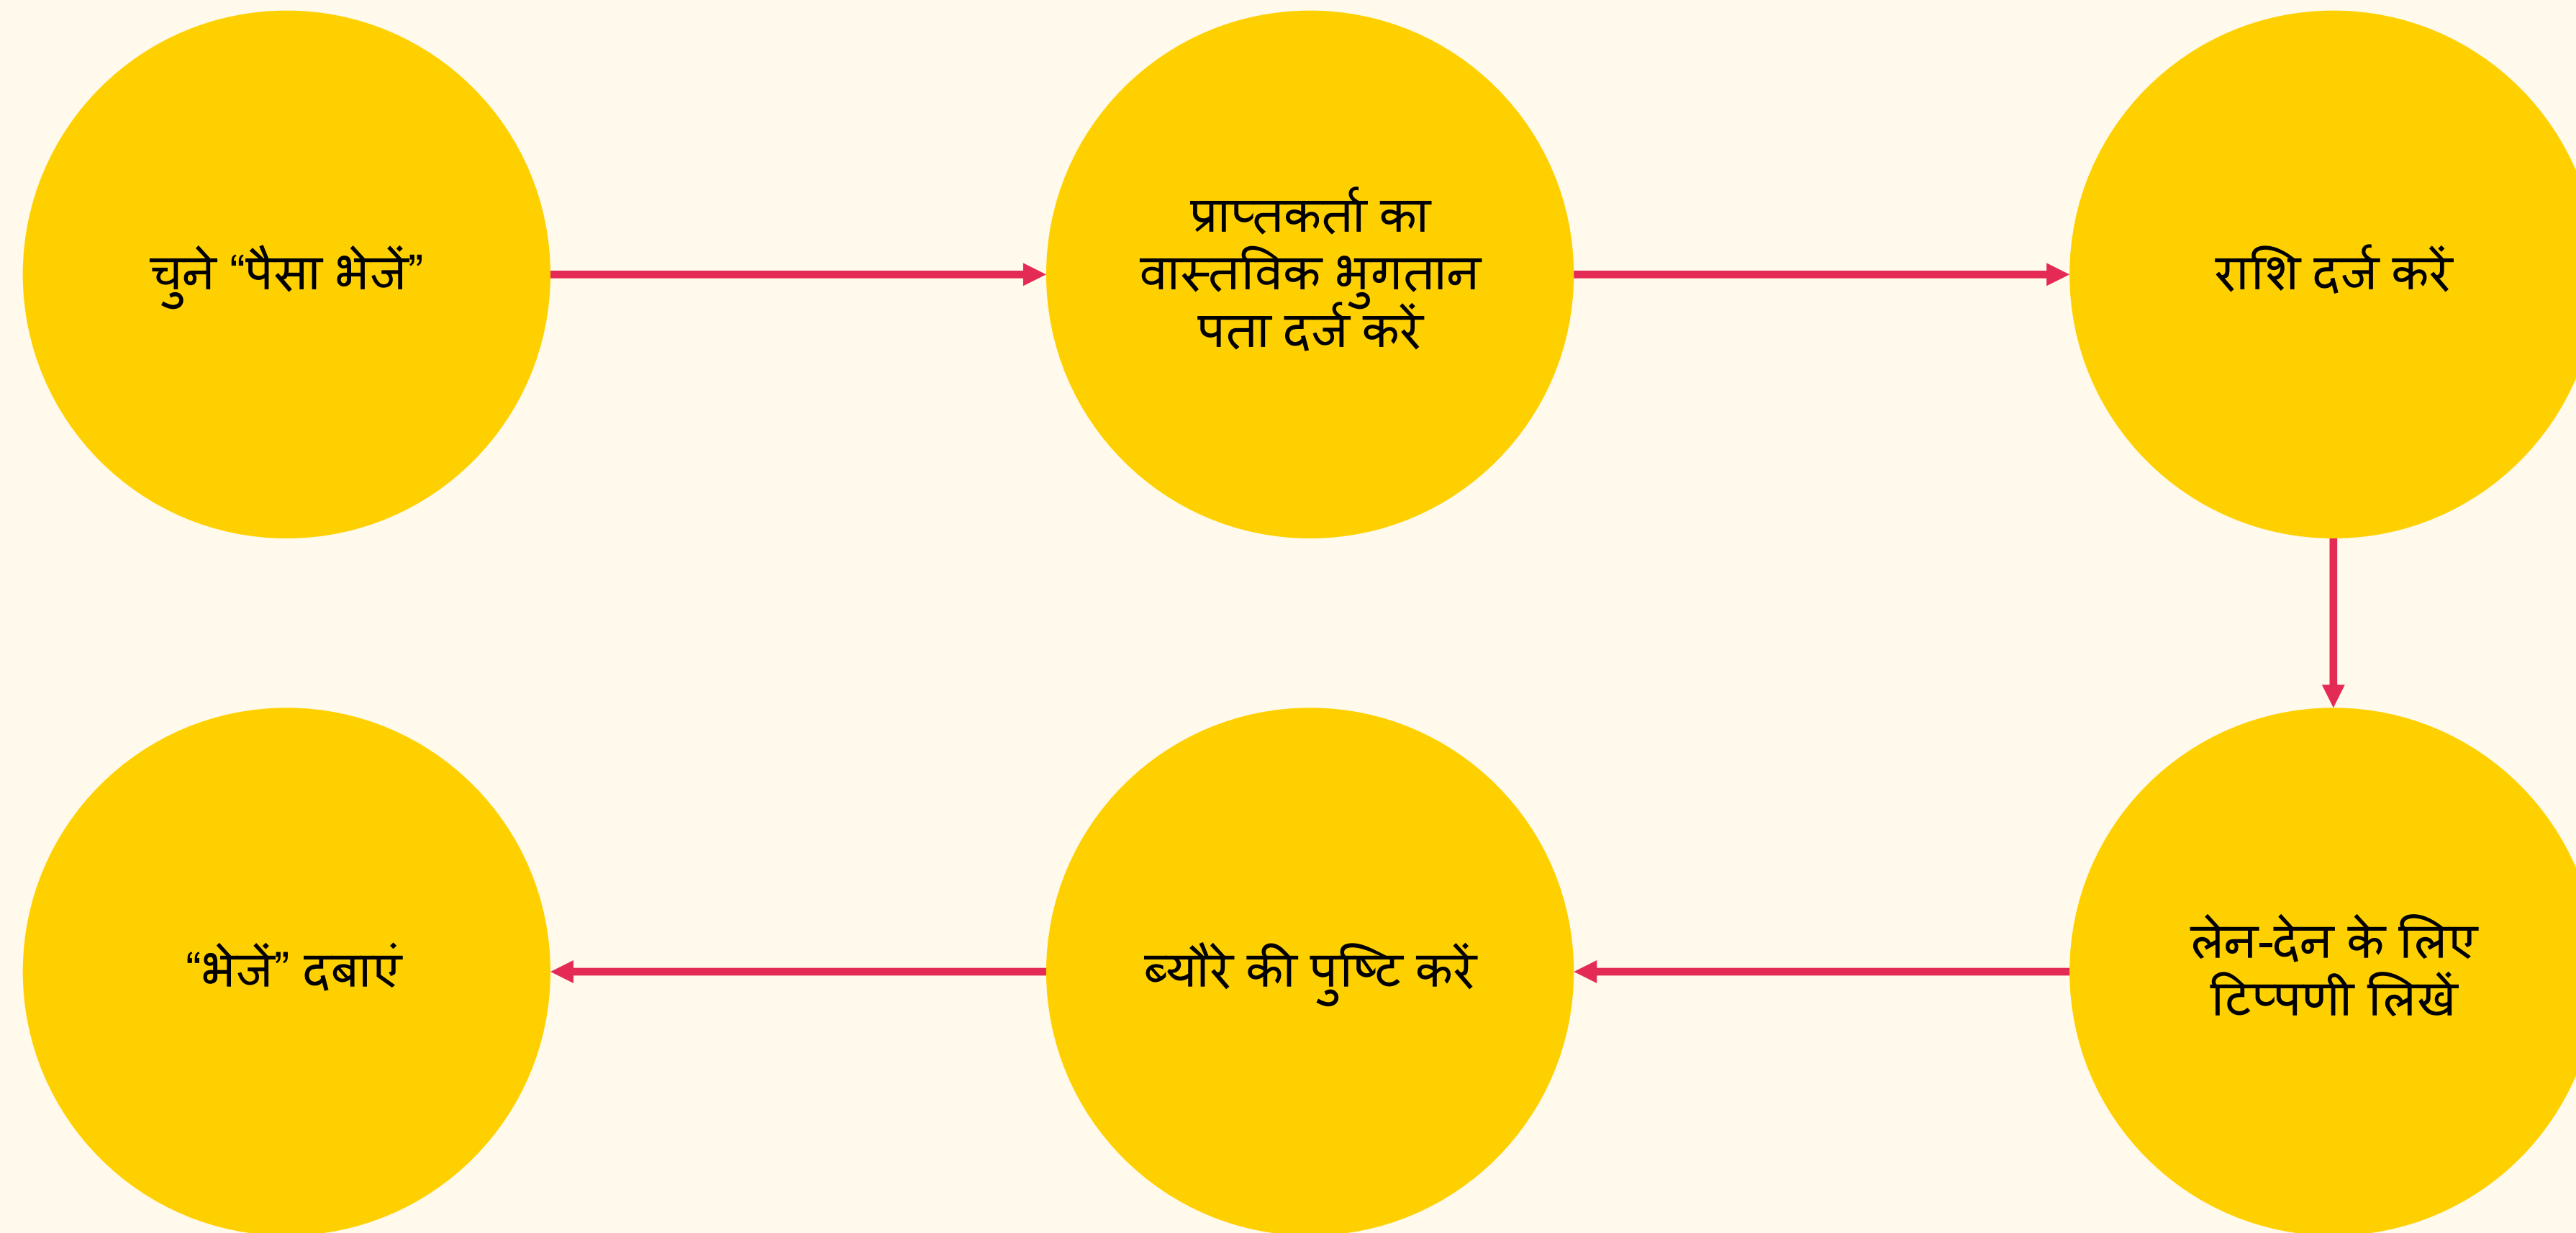 चुने “पैसा भेजें”
प्राप्तकर्ता का
वास्तविक भुगतान
पता दर्ज करें
राशि दर्ज करें
लेन-देन के लिए
टिप्पणी लिखें
ब्यौरे की पुष्टि करें
“भेजें” दबाएं